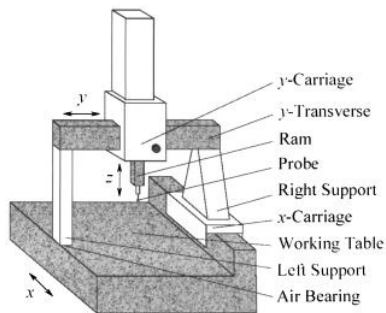 y
y-Carriage
y-Transverse
Ram
z
Probe
Right Support
x-Carriage
Working Table
Left Support
x
Air Bearing